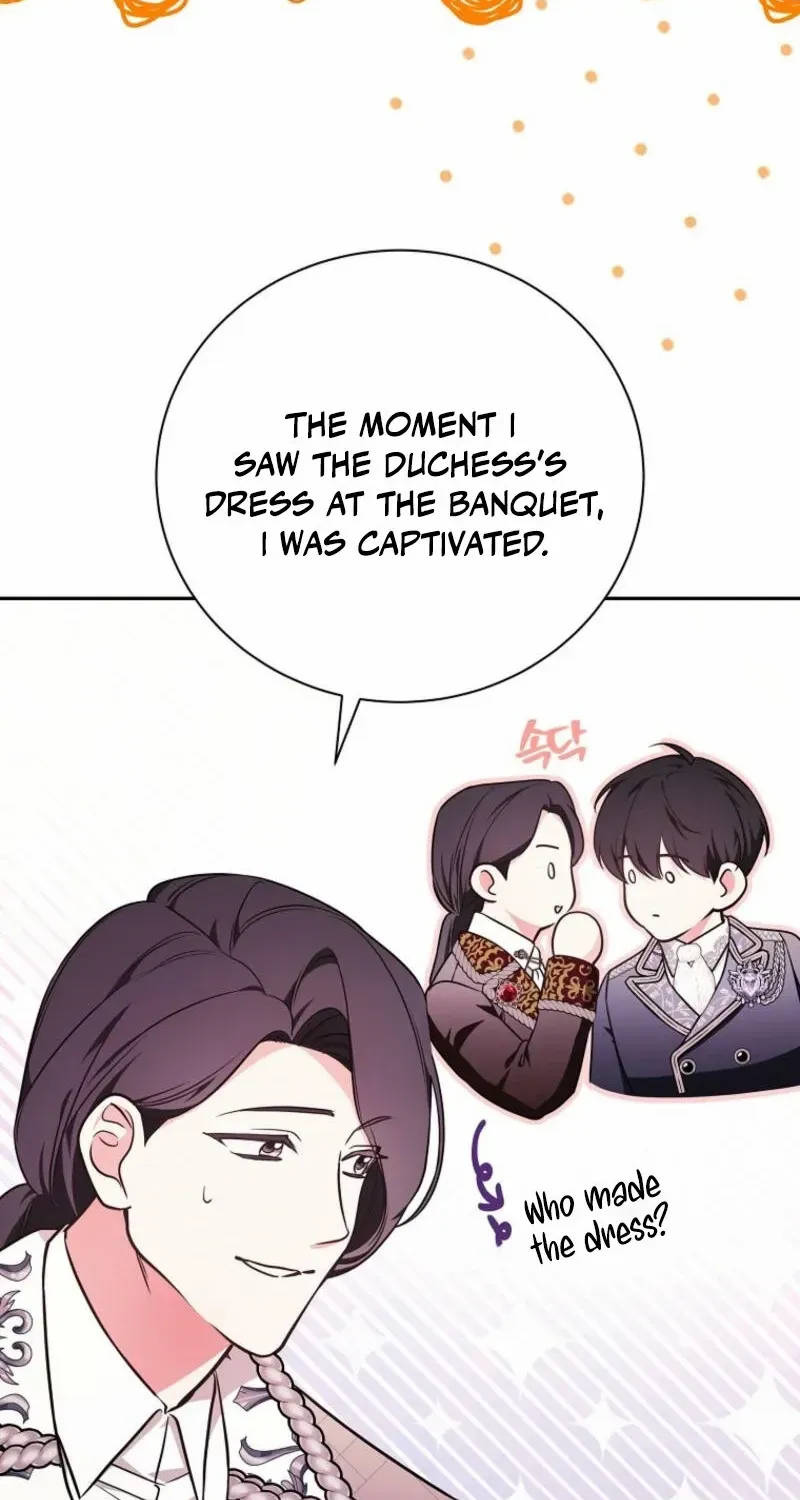 THE MOMENT I
SAW THE DUCHESS'S
DRESS AT THE BANQUET,
I WAS CAPTIVATED.
속닥
who made
the dress?